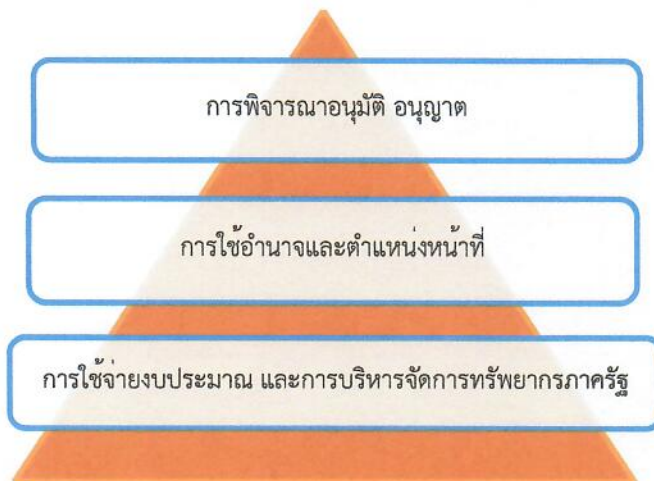 การพิจารณาอนุมัติ อนุญาต
การใช้อำนาจและตำแหน่งหน้าที่
การใช้จ่ายงบประมาณ และการบริหารจัดการทรัพยากรภาครัฐ